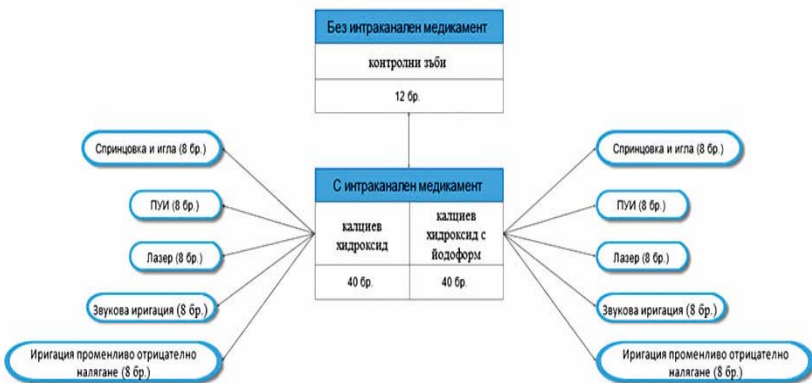 Без интраканален медикамент
контролни зъби
12 бр.
Спринцовка и игла (8 бр.)
ПУИ (8 бр.)
Лазер (8 бр.)
Звукова иригация (8 бр.)
Иригация променливо отрицателно
налягане (8 бр.)
С интраканален медикамент
калциев
хидроксид
40 бр.
калциев
хидроксид с
йодоформ
40 бр.
Спринцовка и игла (8 бр.)
ПУИ (8 бр.)
Лазер (8 бр.)
Звукова иригация (8 бр.)
Иригация променливо отрицателно
налягане (8 бр.)